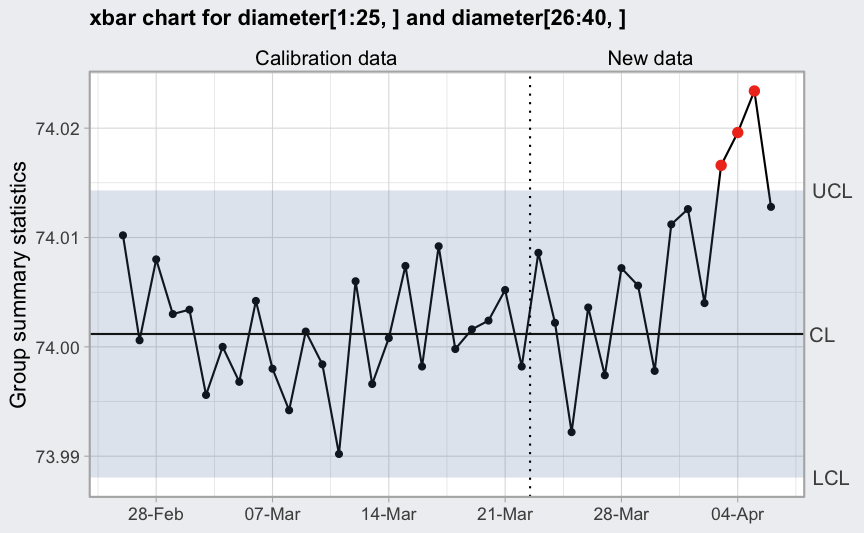 xbar chart for diameter[1:25, ] and diameter[26:40, ]
Calibration data New data
Group summary statistics
74.02
74.01
74.00
73.99
UCL
CL
LCL
28-Feb 07-Mar 14-Mar 21-Mar 28-Mar 04-Apr